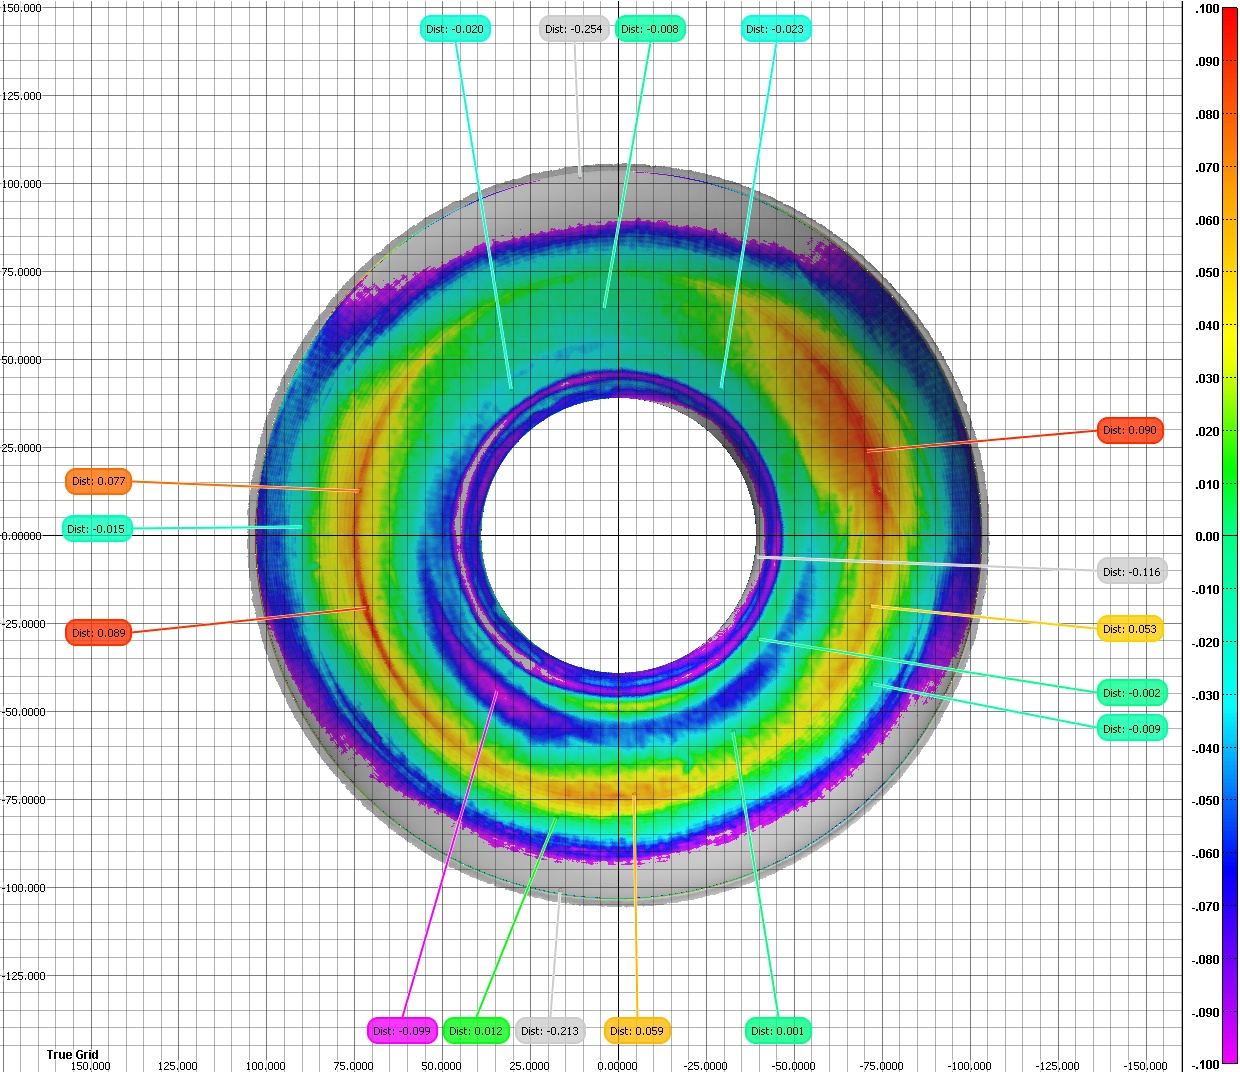 150.000
Dist: -0.020
Dist: -0.254
Dist: -0.008
Dist: -0.023
.100
.090
125.000
.080
.070
100.000
.060
75.0000
.050
.040
50.0000
.030
Dist: 0.090
.020
25.0000
Dist: 0.077
.010
Dist: -0.015
0.00000
0.00
Dist: -0.116
-.010
-25.0000
Dist: 0.089
Dist: 0.053
-.020
Dist: -0.002
-.030
-50.0000
Dist: -0.009
-.040
-75.0000
-.050
-.060
-100.000
-.070
-.080
-125.000
-.090
Dist: -0.099
Dist: 0.012
Dist: -0.213
Dist: 0.059
Dist: 0.001
True Grid
-.100
150.000 125.000 100.000 75.0000 50.0000 25.0000 0.00000 -25.0000 -50.0000 -75.0000 -100.000 -125.000 -150.000